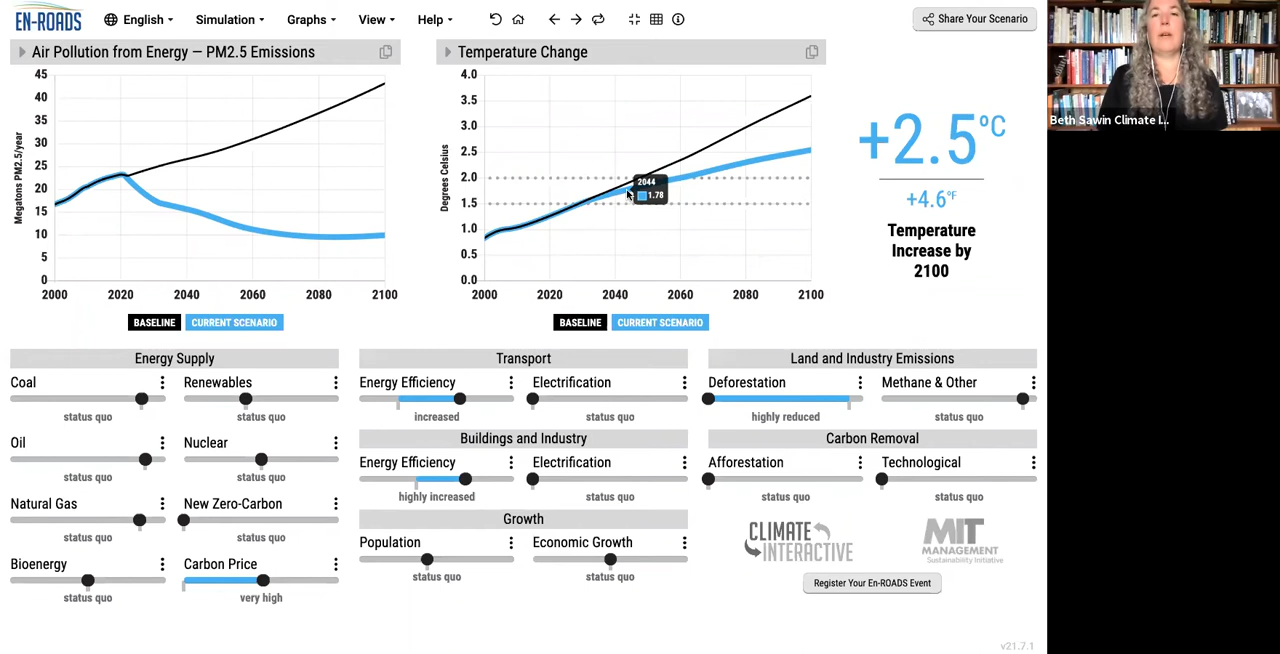 EN-ROADS
English
Simulation
Graphs
View
Help
Share Your Scenario
Air Pollution from Energy — PM2.5 Emissions
Megatons PM2.5/year
45
40
35
30
25
20
15
10
5
0
2000
2020
2040
2060
2080
2100
BASELINE
CURRENT SCENARIO
Temperature Change
Degrees Celsius
4.0
3.5
3.0
2.5
2.0
1.5
1.0
0.5
0.0
2044
1.78
2000
2020
2040
2060
2080
2100
BASELINE
CURRENT SCENARIO
+2.5°C
+4.6°F
Temperature
Increase by
2100
Beth Sawin Climate I...
Energy Supply
Coal
status quo
Renewables
status quo
Oil
status quo
Nuclear
status quo
Natural Gas
status quo
New Zero-Carbon
status quo
Bioenergy
status quo
Carbon Price
very high
Transport
Energy Efficiency
increased
Electrification
status quo
Buildings and Industry
Energy Efficiency
highly increased
Electrification
status quo
Growth
Population
status quo
Economic Growth
status quo
Land and Industry Emissions
Deforestation
highly reduced
Methane & Other
status quo
Carbon Removal
Afforestation
status quo
Technological
status quo
CLIMATE
INTERACTIVE
MIT
MANAGEMENT
Sustainability Initiative
Register Your En-ROADS Event
v21.7.1